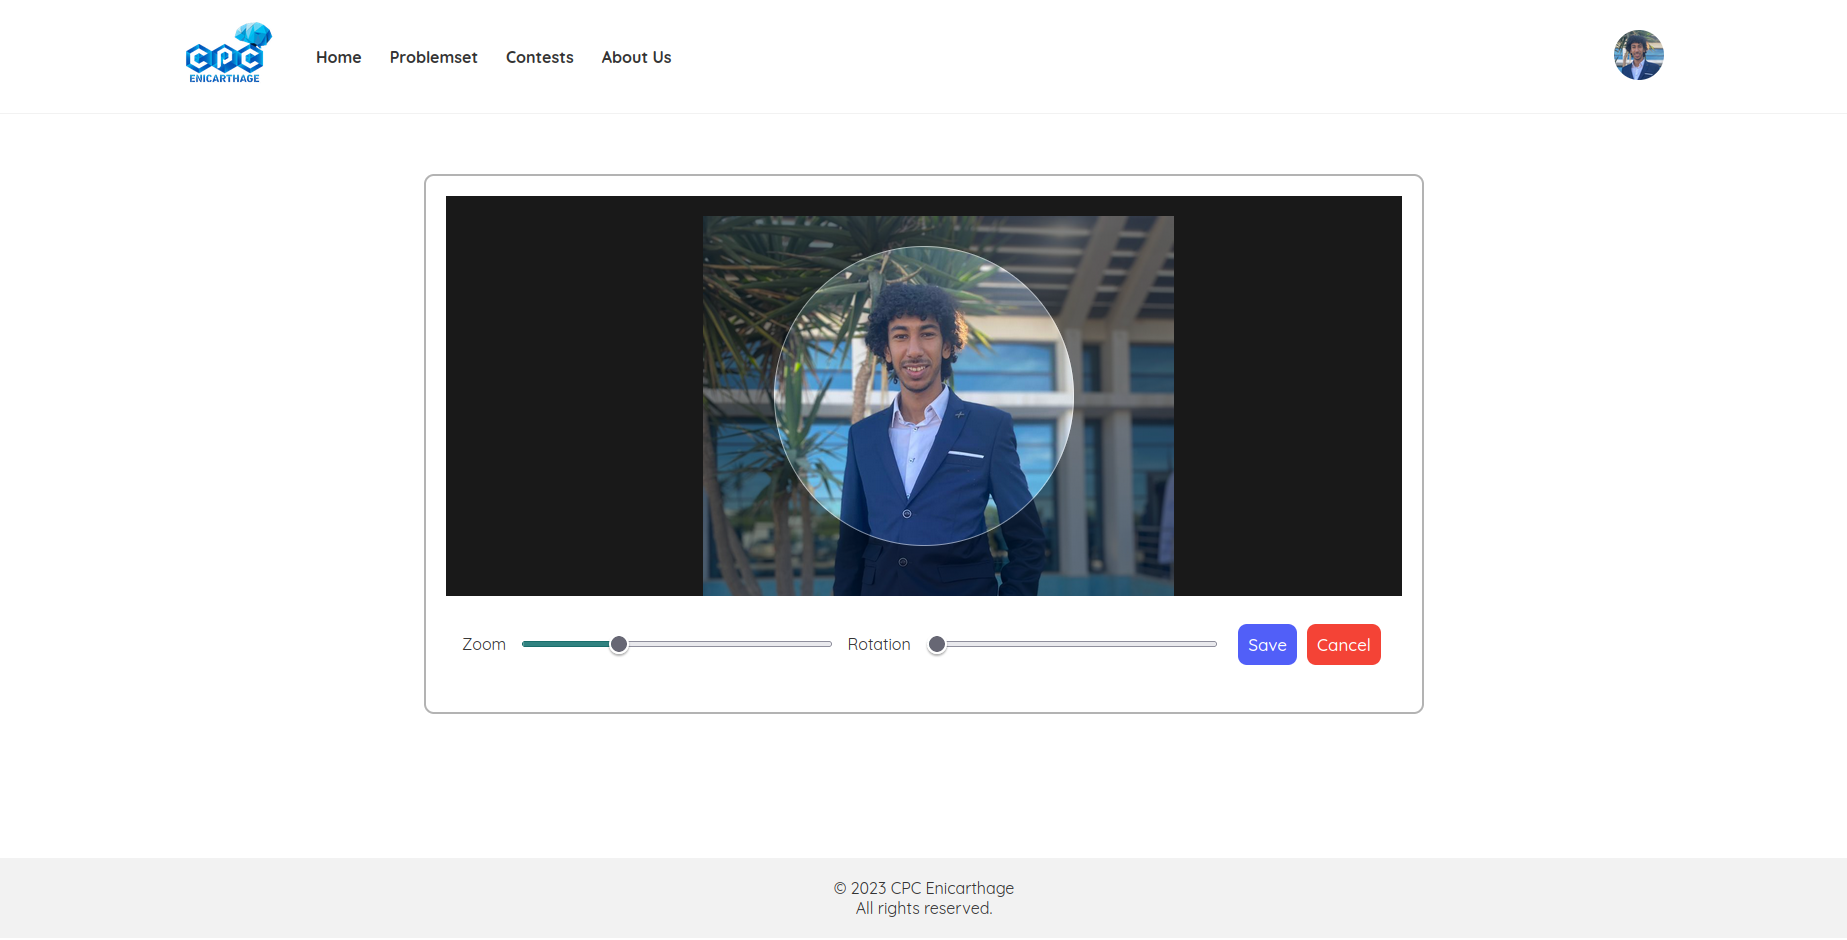 CPC
ENICARTHAGE
Home Problemset Contests About Us
Zoom Rotation Save Cancel
© 2023 CPC Enicarthage
All rights reserved.